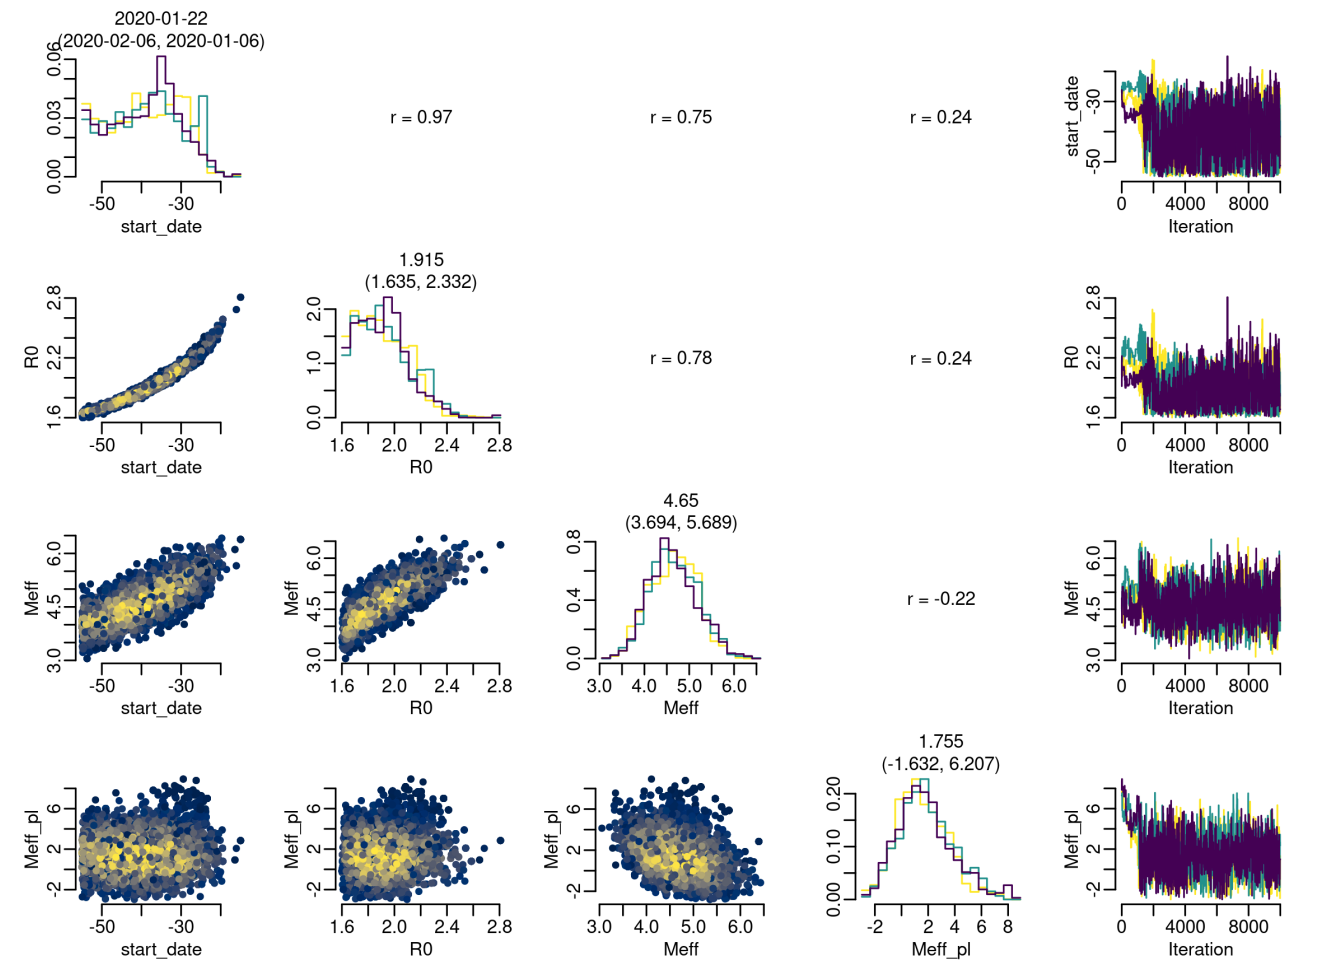 2020-01-22
(2020-02-06, 2020-01-06)
0.00 0.03 0.06
-50 -30
start_date
r = 0.97
r = 0.75
r = 0.24
start_date
-50 -30
0 4000 8000
Iteration
R0
1.6 2.2 2.8
-50 -30
start_date
1.915
(1.635, 2.332)
0.0 1.0 2.0
1.6 2.0 2.4 2.8
R0
r = 0.78
r = 0.24
R0
1.6 2.2 2.8
0 4000 8000
Iteration
Meff
3.0 4.5 6.0
-50 -30
start_date
Meff
3.0 4.5 6.0
1.6 2.0 2.4 2.8
R0
4.65
(3.694, 5.689)
0.0 0.4 0.8
3.0 4.0 5.0 6.0
Meff
r = -0.22
Meff
3.0 4.5 6.0
0 4000 8000
Iteration
Meff_pl
-2 2 6
-50 -30
start_date
Meff_pl
-2 2 6
1.6 2.0 2.4 2.8
R0
Meff_pl
-2 2 6
3.0 4.0 5.0 6.0
Meff
1.755
(-1.632, 6.207)
0.00 0.10 0.20
-2 2 4 6 8
Meff_pl
Meff_pl
-2 2 6
0 4000 8000
Iteration